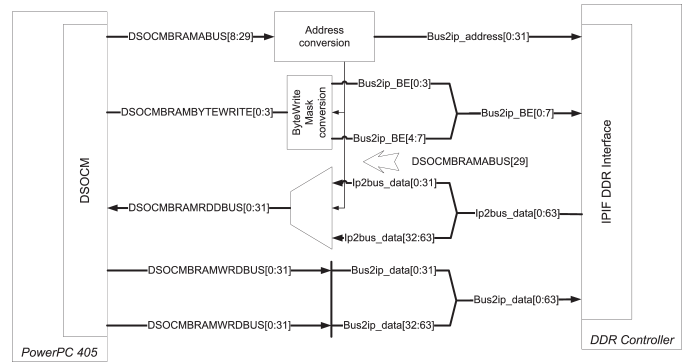 DSOCMBRAMABUS[8:29]
Address
conversion
Bus2ip_address[0:31]
DSOCMBRAMBYTEWRITE[0:3]
ByteWrite
Mask
conversion
Bus2ip_BE[0:3]
Bus2ip_BE[4:7]
Bus2ip_BE[0:7]
DSOCMBRAMABUS[29]
DSOCM
IPIF DDR Interface
DSOCMBRAMRDDBUS[0:31]
Ip2bus_data[0:31]
Ip2bus_data[32:63]
Ip2bus_data[0:63]
DSOCMBRAMWRDBUS[0:31]
Bus2ip_data[0:31]
Bus2ip_data[0:63]
DSOCMBRAMWRDBUS[0:31]
Bus2ip_data[32:63]
PowerPC 405
DDR Controller